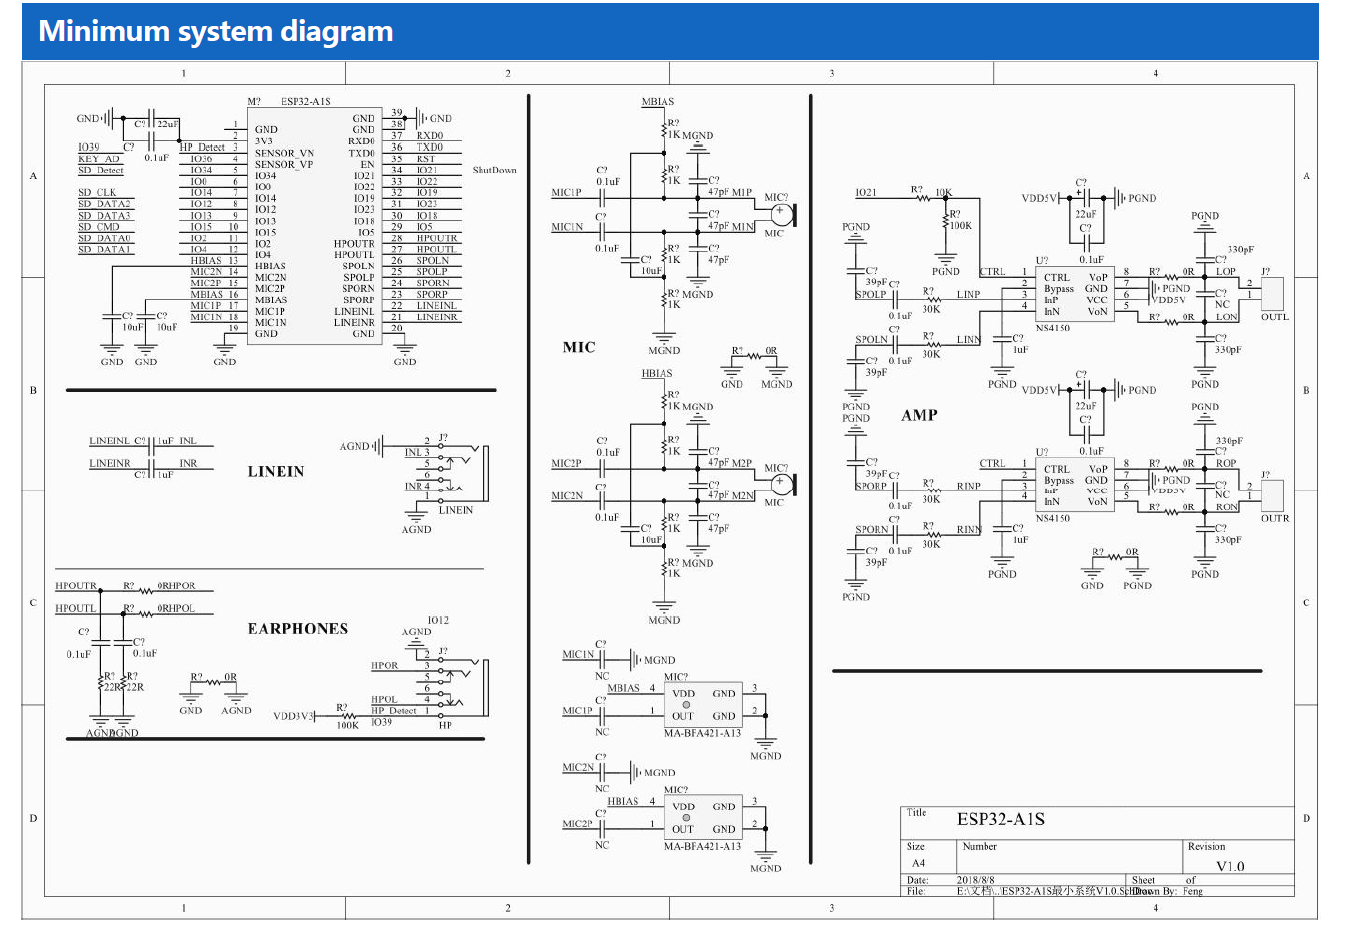 Minimum system diagram
1 2 3 4
A
B
C
D
M? ESP32-A1S
GND C? 22uF
C? 0.1uF
IO39 HP_Detect
KEY_AD IO36
SD_Detect IO34
IO0
SD_CLK IO14
SD_DATA2 IO12
SD_DATA3 IO13
SD_CMD IO15
SD_DATA0 IO2
SD_DATA1 IO4
HBIAS
MIC2N
MIC2P
MBIAS
MIC1P
MIC1N
1 GND
2 3V3
3 SENSOR_VN
4 SENSOR_VP
5 IO34
6 IO0
7 IO14
8 IO12
9 IO13
10 IO15
11 IO2
12 IO4
13 HBIAS
14 MIC2N
15 MIC2P
16 MBIAS
17 MIC1P
18 MIC1N
19 GND
GND 39 GND
GND 38
RXD0 37 RXD0
TXD0 36 TXD0
EN 35 RST
IO21 34 IO21 ShutDown
IO22 33 IO22
IO19 32 IO19
IO23 31 IO23
IO18 30 IO18
IO5 29 IO5
HPOUTR 28 HPOUTR
HPOUTL 27 HPOUTL
SPOLN 26 SPOLN
SPOLP 25 SPOLP
SPORN 24 SPORN
SPORP 23 SPORP
LINEINL 22 LINEINL
LINEINR 21 LINEINR
GND 20
C? C?
10uF 10uF
GND GND GND GND
LINEINL C? 1uF INL
LINEINR C? 1uF INR
LINEIN
AGND 2 J?
INL 3
5
6
INR 4
1
LINEIN
AGND
HPOUTR R? 0R HPOR
HPOUTL R? 0R HPOL
EARPHONES
C? C?
0.1uF 0.1uF
R? R?
22R 22R
AGND AGND
R? 0R
GND AGND
IO12
AGND
2 J?
HPOR 3
5
6
HPOL 4
HP_Detect 1
VDD3V3 R? 100K IO39 HP
MBIAS
R?
1K MGND
C? R?
0.1uF 1K C?
47pF M1P
MIC1P MIC?
C?
47pF M1N MIC
MIC1N C?
0.1uF R?
1K C?
47pF
C?
10uF MGND
R?
1K
MIC
MGND
R? 0R
GND MGND
HBIAS
R?
1K MGND
C? R?
0.1uF 1K C?
47pF M2P
MIC2P MIC?
C?
47pF M2N MIC
MIC2N C?
0.1uF R?
1K C?
47pF
C?
10uF MGND
R?
1K
MGND
C?
MIC1N MGND
NC
MIC?
MBIAS 4 VDD GND 3
C?
MIC1P 1 OUT GND 2
NC
MA-BFA421-A13
MGND
C?
MIC2N MGND
NC
MIC?
HBIAS 4 VDD GND 3
C?
MIC2P 1 OUT GND 2
NC
MA-BFA421-A13
MGND
IO21 R? 10K
R?
100K
PGND
VDD5V C? PGND
22uF
C?
0.1uF
PGND
C?
39pF
SPOLP C? 0.1uF R? 30K LINP
SPOLN C? 0.1uF R? 30K LINN
C?
39pF
PGND
U?
CTRL 1 CTRL VoP 8 R? 0R LOP
2 Bypass GND 7 PGND
3 InP VCC 6 VDD5V
4 InN VoN 5 R? 0R LON
NS4150
C?
1uF
PGND
PGND
330pF
C?
C?
NC
C?
330pF
PGND
J?
2
1
OUTL
AMP
VDD5V C? PGND
22uF
C?
0.1uF
PGND
C?
39pF
SPORP C? 0.1uF R? 30K RINP
SPORN C? 0.1uF R? 30K RINN
C?
39pF
PGND
U?
CTRL 1 CTRL VoP 8 R? 0R ROP
2 Bypass GND 7 PGND
3 InP VCC 6 VDD5V
4 InN VoN 5 R? 0R RON
NS4150
C?
1uF
PGND
PGND
330pF
C?
C?
NC
C?
330pF
PGND
J?
2
1
OUTR
R? 0R
GND PGND
Title ESP32-A1S
Size Number Revision
A4 V1.0
Date: 2018/8/8 Sheet of
File: E:\文档\...\ESP32-A1S最小系统V1.0.SchDoc Drawn By: Feng
A
B
C
D
1 2 3 4